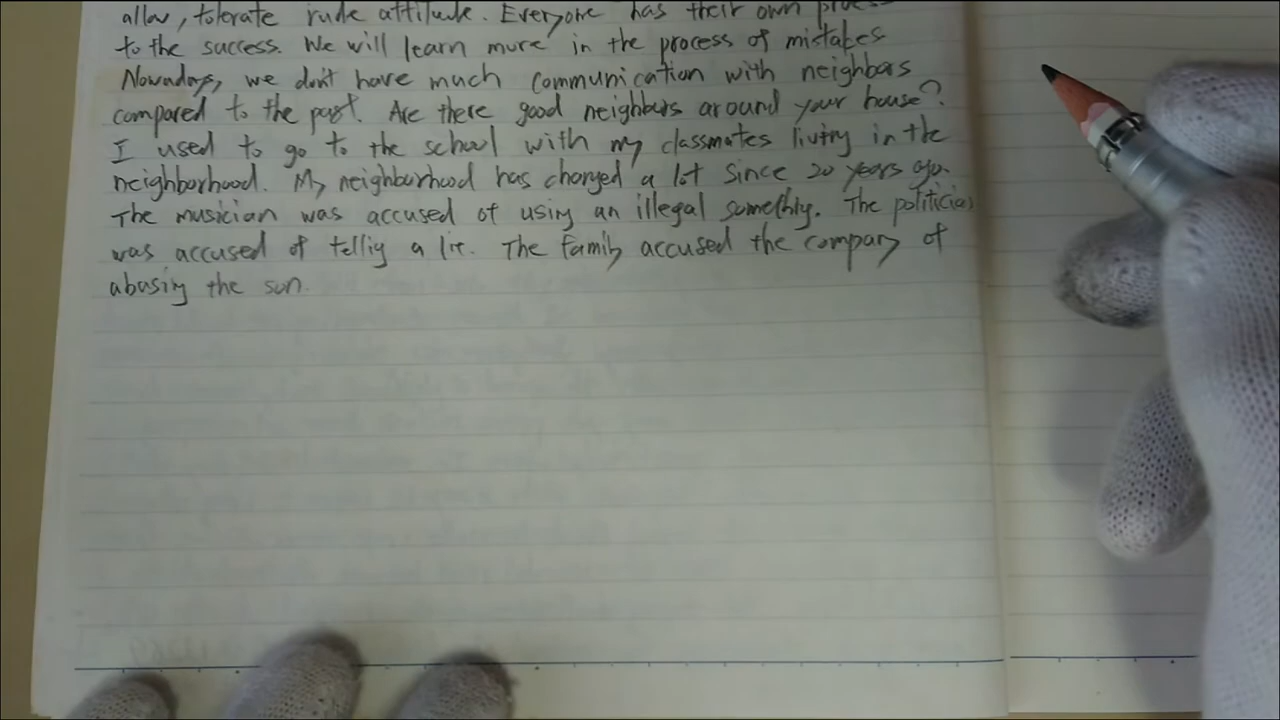 allow, tolerate rude attitude. Everyone has their own
to the success. We will learn more in the process of mistakes
Nowadays, we don't have much communication with neighbors
compared to the past. Are there good neighbors around your house?
I used to go to the school with my classmates living in the
neighborhood. My neighborhood has changed a lot since 20 years ago.
The musician was accused of using an illegal something. The politician
was accused of telling a lie. The family accused the company of
abusing the son.